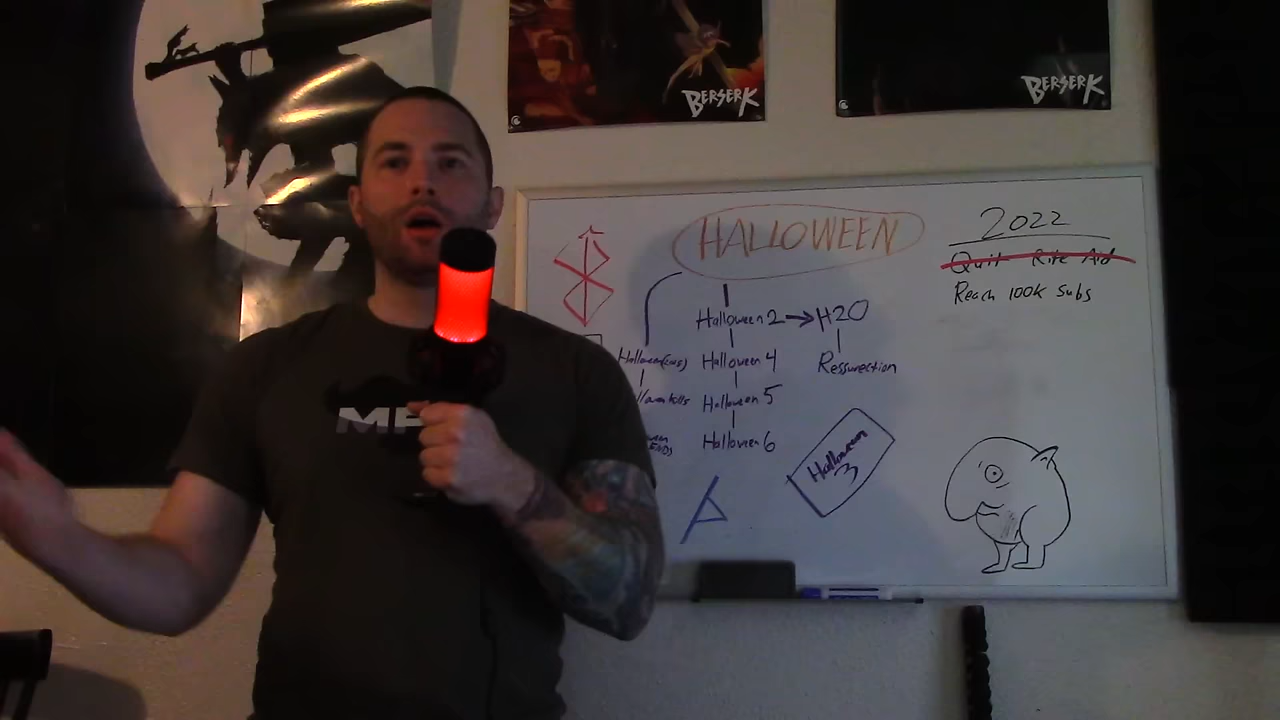 BERSERK
BERSERK
HALLOWEEN
2022
Quit Rite Aid
Reach 100k Subs
Halloween 2 → H20
Halloween 4
Ressurection
Halloween 5
Halloween 6
Halloween
3